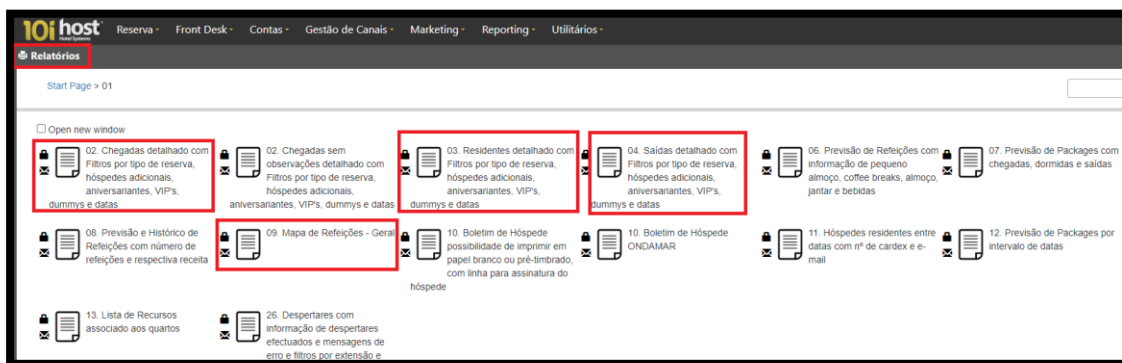 10i host
Hotel Systems
Reserva
Front Desk
Contas
Gestão de Canais
Marketing
Reporting
Utilitários
Relatórios
Start Page > 01
Open new window
02. Chegadas detalhado com
Filtros por tipo de reserva,
hóspedes adicionais,
aniversariantes, VIP's,
dummys e datas
02. Chegadas sem
observações detalhado com
Filtros por tipo de reserva,
hóspedes adicionais,
aniversariantes, VIP's, dummys e datas
03. Residentes detalhado com
Filtros por tipo de reserva,
hóspedes adicionais,
aniversariantes, VIP's,
dummys e datas
04. Saídas detalhado com
Filtros por tipo de reserva,
hóspedes adicionais,
aniversariantes, VIP's,
dummys e datas
06. Previsão de Refeições com
informação de pequeno
almoço, coffee breaks, almoço,
jantar e bebidas
07. Previsão de Packages com
chegadas, dormidas e saídas
08. Previsão e Histórico de
Refeições com número de
refeições e respectiva receita
09. Mapa de Refeições - Geral
10. Boletim de Hóspede
possibilidade de imprimir em
papel branco ou pré-timbrado,
com linha para assinatura do
hóspede
10. Boletim de Hóspede
ONDAMAR
11. Hóspedes residentes entre
datas com nº de cardex e e-
mail
12. Previsão de Packages por
intervalo de datas
13. Lista de Recursos
associado aos quartos
26. Despertares com
informação de despertares
efectuados e mensagens de
erro e filtros por extensão e